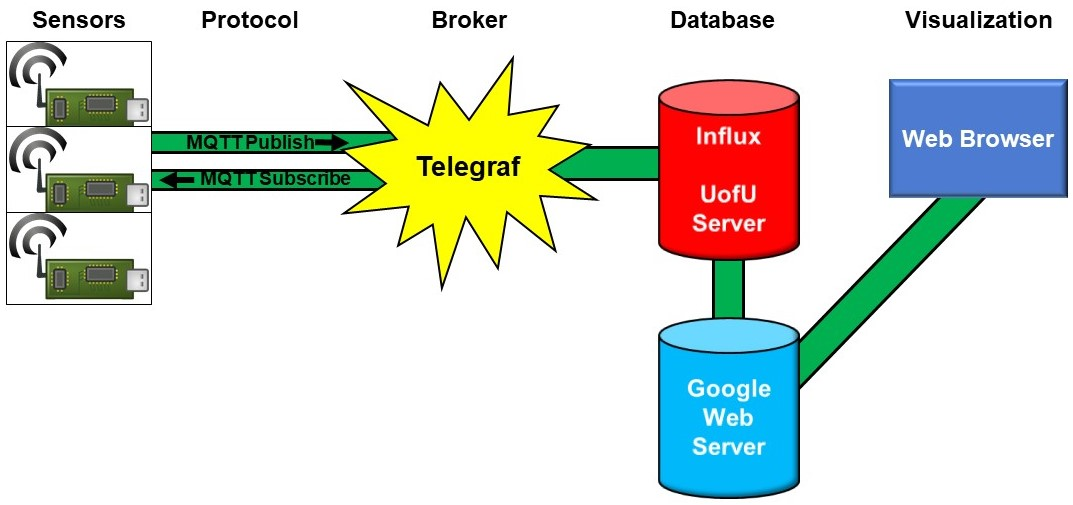 Sensors Protocol Broker Database Visualization
MQTT Publish
MQTT Subscribe
Telegraf
Influx
UofU
Server
Web Browser
Google
Web
Server